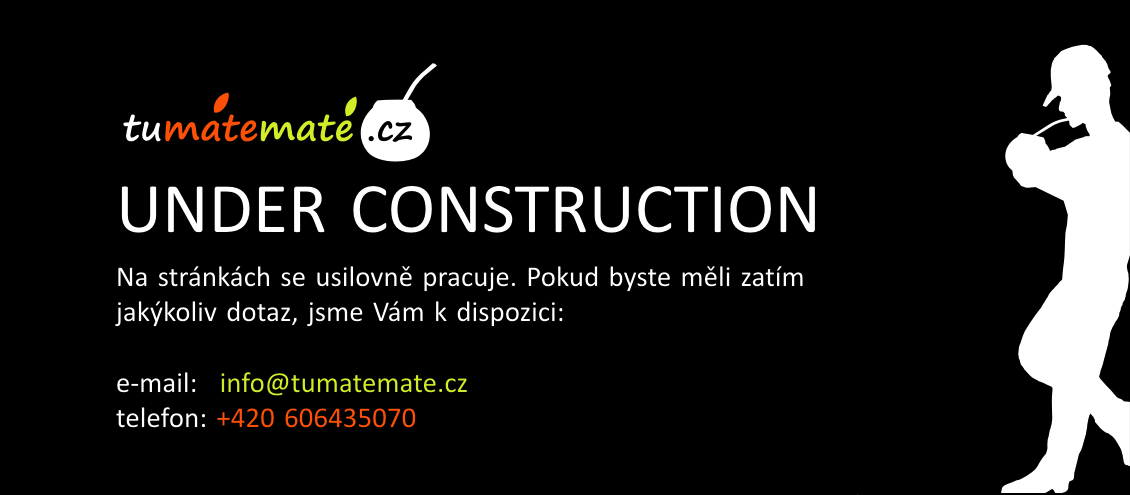 tumátematé.cz
UNDER CONSTRUCTION
Na stránkách se usilovně pracuje. Pokud byste měli zatím
jakýkoliv dotaz, jsme Vám k dispozici:
e-mail: info@tumatemate.cz
telefon: +420 606435070